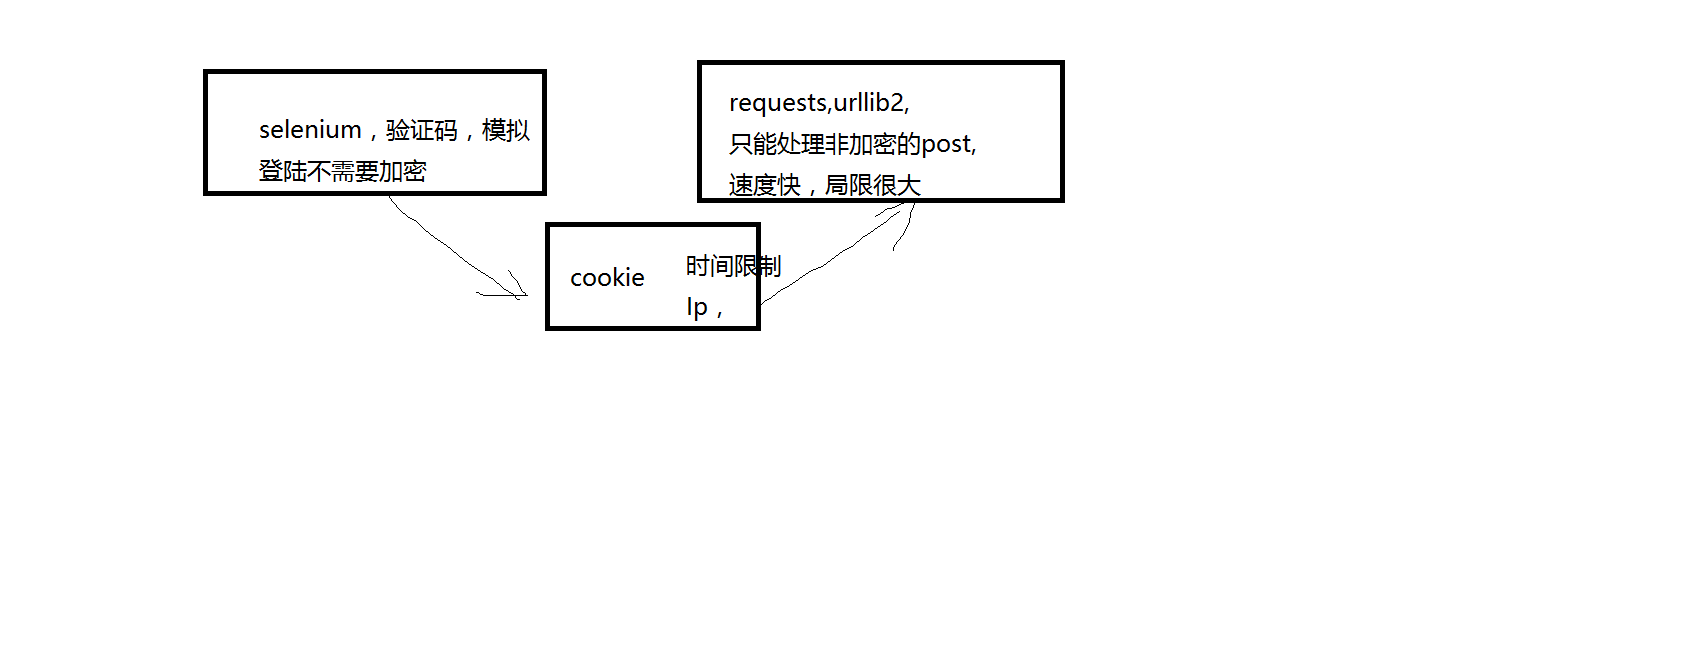 selenium，验证码，模拟
登陆不需要加密
requests,urllib2,
只能处理非加密的post,
速度快，局限很大
cookie
时间限制
Ip，